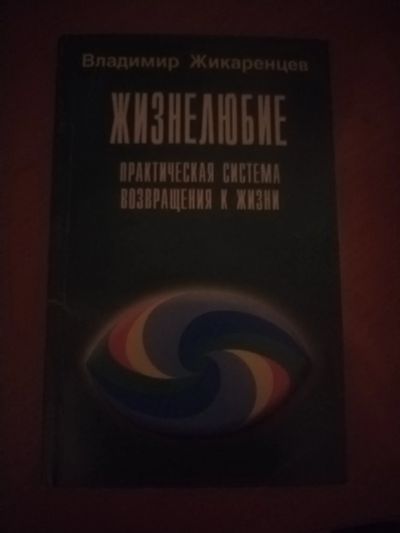 Владимир Жикаренцев
ЖИЗНЕЛЮБИЕ
ПРАКТИЧЕСКАЯ СИСТЕМА
ВОЗВРАЩЕНИЯ К ЖИЗНИ